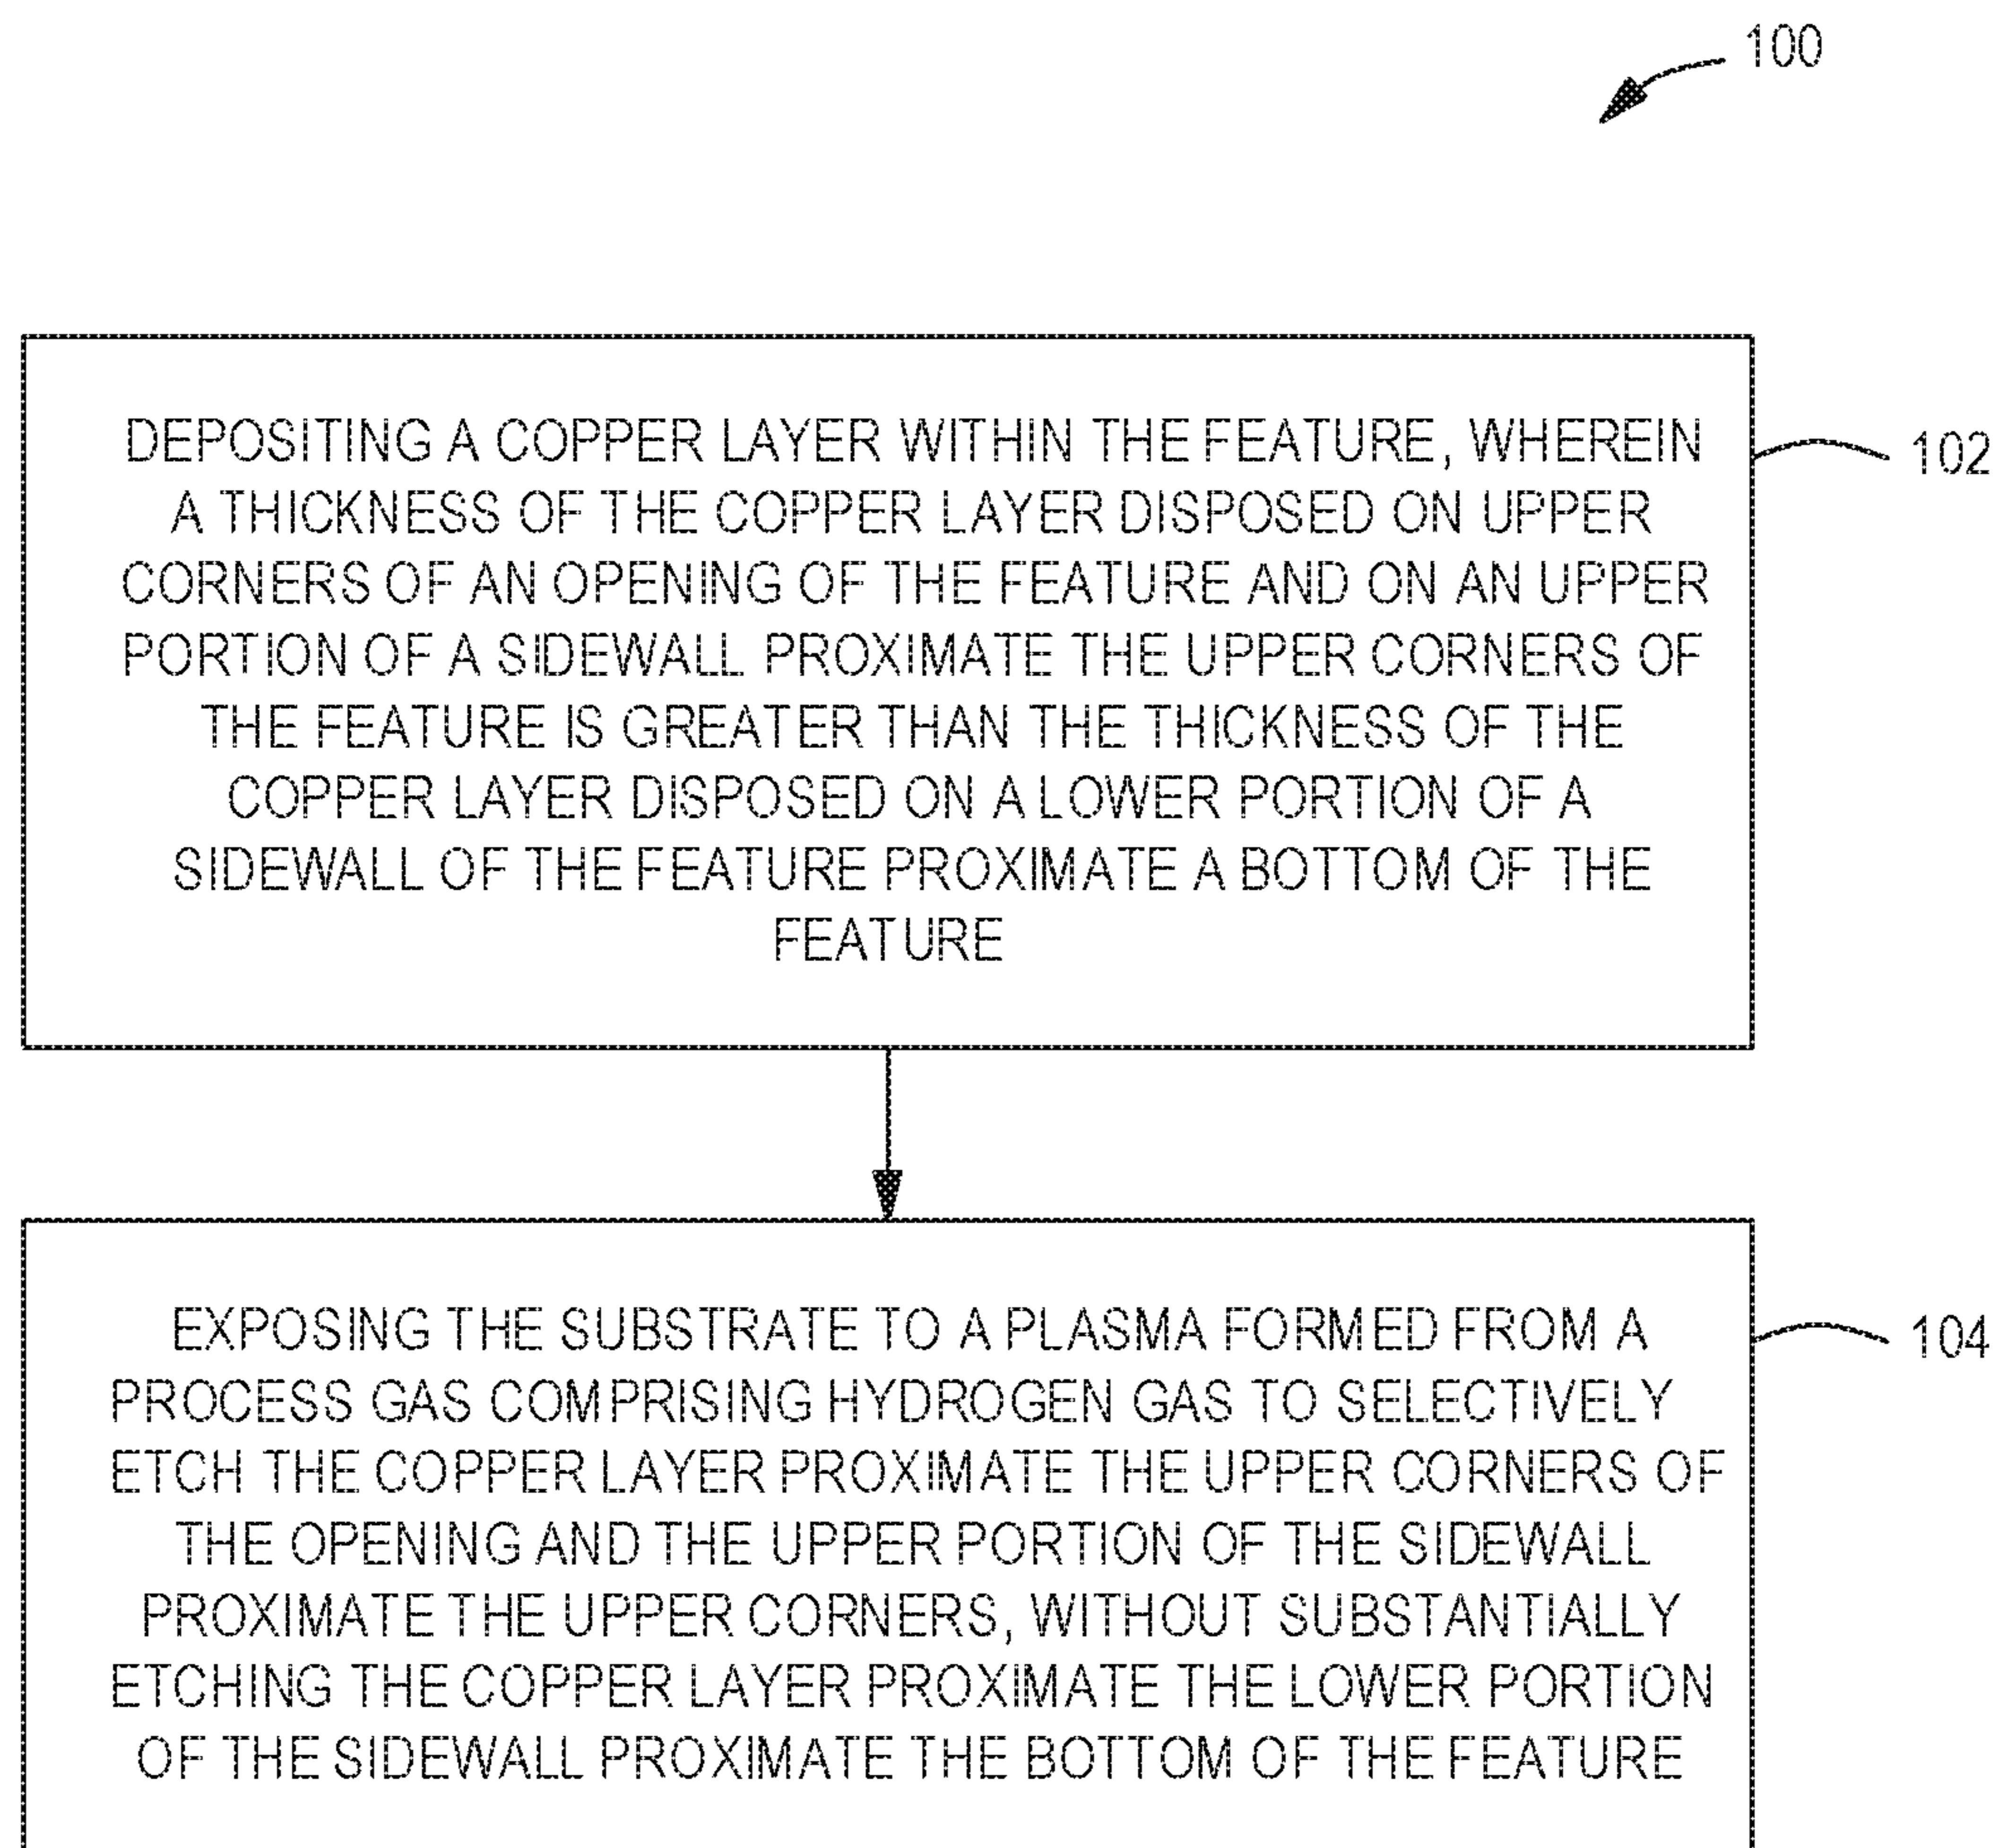 100
DEPOSITING A COPPER LAYER WITHIN THE FEATURE, WHEREIN
A THICKNESS OF THE COPPER LAYER DISPOSED ON UPPER
CORNERS OF AN OPENING OF THE FEATURE AND ON AN UPPER
PORTION OF A SIDEWALL PROXIMATE THE UPPER CORNERS OF
THE FEATURE IS GREATER THAN THE THICKNESS OF THE
COPPER LAYER DISPOSED ON A LOWER PORTION OF A
SIDEWALL OF THE FEATURE PROXIMATE A BOTTOM OF THE
FEATURE
102
EXPOSING THE SUBSTRATE TO A PLASMA FORMED FROM A
PROCESS GAS COMPRISING HYDROGEN GAS TO SELECTIVELY
ETCH THE COPPER LAYER PROXIMATE THE UPPER CORNERS OF
THE OPENING AND THE UPPER PORTION OF THE SIDEWALL
PROXIMATE THE UPPER CORNERS, WITHOUT SUBSTANTIALLY
ETCHING THE COPPER LAYER PROXIMATE THE LOWER PORTION
OF THE SIDEWALL PROXIMATE THE BOTTOM OF THE FEATURE
104